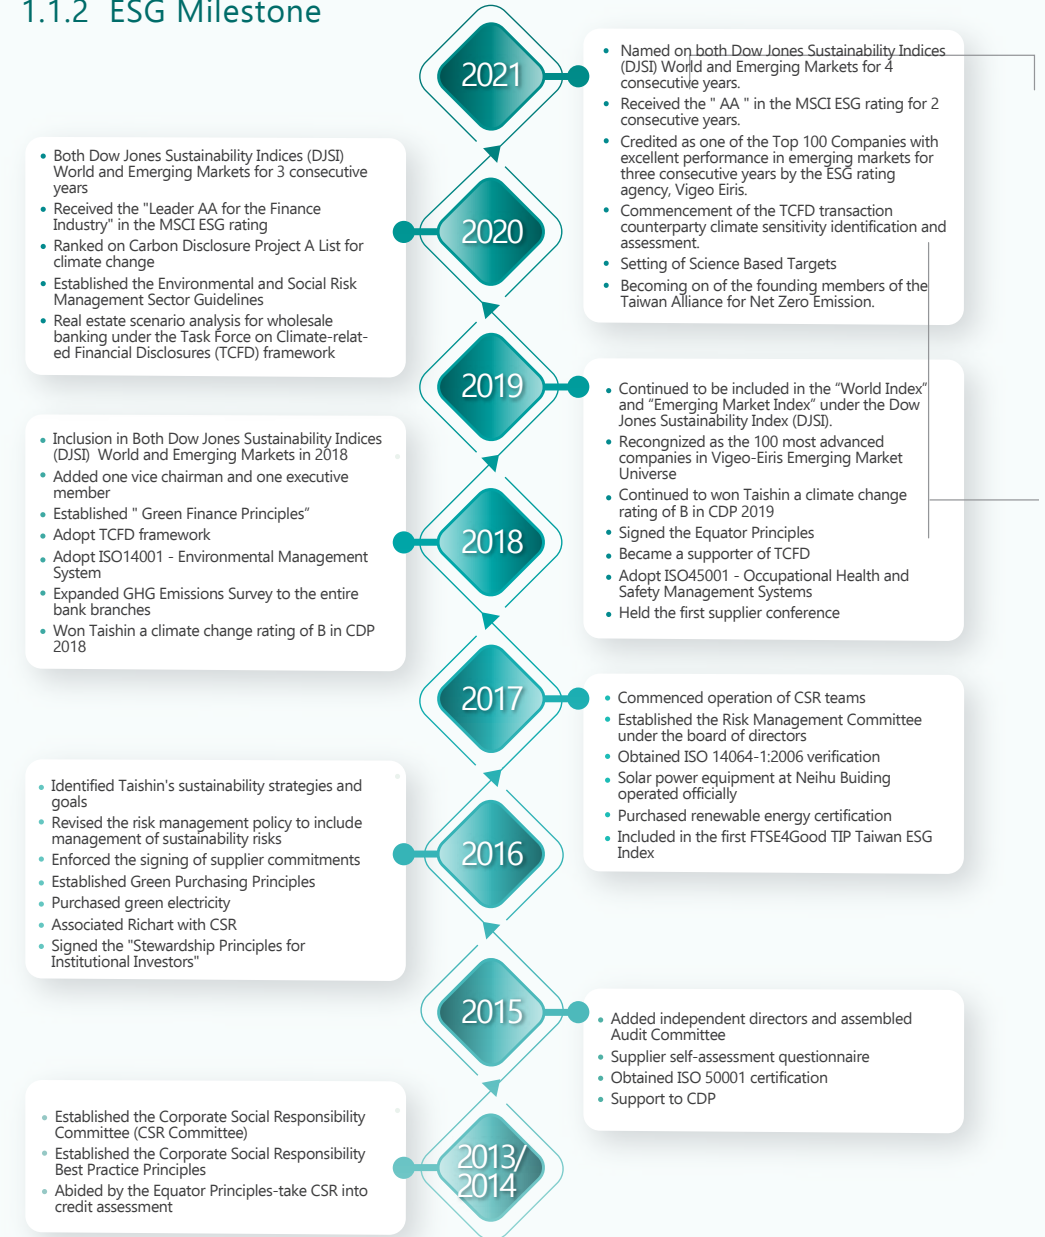 1.1.2 ESG Milestone
2021
• Named on both Dow Jones Sustainability Indices
(DJSI) World and Emerging Markets for 4
consecutive years.
• Received the " AA " in the MSCI ESG rating for 2
consecutive years.
• Credited as one of the Top 100 Companies with
excellent performance in emerging markets for
three consecutive years by the ESG rating
agency, Vigeo Eiris.
• Commencement of the TCFD transaction
counterparty climate sensitivity identification and
assessment.
• Setting of Science Based Targets
• Becoming on of the founding members of the
Taiwan Alliance for Net Zero Emission.
2020
• Both Dow Jones Sustainability Indices (DJSI)
World and Emerging Markets for 3 consecutive
years
• Received the "Leader AA for the Finance
Industry" in the MSCI ESG rating
• Ranked on Carbon Disclosure Project A List for
climate change
• Established the Environmental and Social Risk
Management Sector Guidelines
• Real estate scenario analysis for wholesale
banking under the Task Force on Climate-relat-
ed Financial Disclosures (TCFD) framework
2019
• Continued to be included in the “World Index”
and “Emerging Market Index” under the Dow
Jones Sustainability Index (DJSI).
• Recongnized as the 100 most advanced
companies in Vigeo-Eiris Emerging Market
Universe
• Continued to won Taishin a climate change
rating of B in CDP 2019
• Signed the Equator Principles
• Became a supporter of TCFD
• Adopt ISO45001 - Occupational Health and
Safety Management Systems
• Held the first supplier conference
2018
• Inclusion in Both Dow Jones Sustainability Indices
(DJSI) World and Emerging Markets in 2018
• Added one vice chairman and one executive
member
• Established " Green Finance Principles”
• Adopt TCFD framework
• Adopt ISO14001 - Environmental Management
System
• Expanded GHG Emissions Survey to the entire
bank branches
• Won Taishin a climate change rating of B in CDP
2018
2017
• Commenced operation of CSR teams
• Established the Risk Management Committee
under the board of directors
• Obtained ISO 14064-1:2006 verification
• Solar power equipment at Neihu Buiding
operated officially
• Purchased renewable energy certification
• Included in the first FTSE4Good TIP Taiwan ESG
Index
2016
• Identified Taishin's sustainability strategies and
goals
• Revised the risk management policy to include
management of sustainability risks
• Enforced the signing of supplier commitments
• Established Green Purchasing Principles
• Purchased green electricity
• Associated Richart with CSR
• Signed the "Stewardship Principles for
Institutional Investors"
2015
• Added independent directors and assembled
Audit Committee
• Supplier self-assessment questionnaire
• Obtained ISO 50001 certification
• Support to CDP
2013/
2014
• Established the Corporate Social Responsibility
Committee (CSR Committee)
• Established the Corporate Social Responsibility
Best Practice Principles
• Abided by the Equator Principles-take CSR into
credit assessment